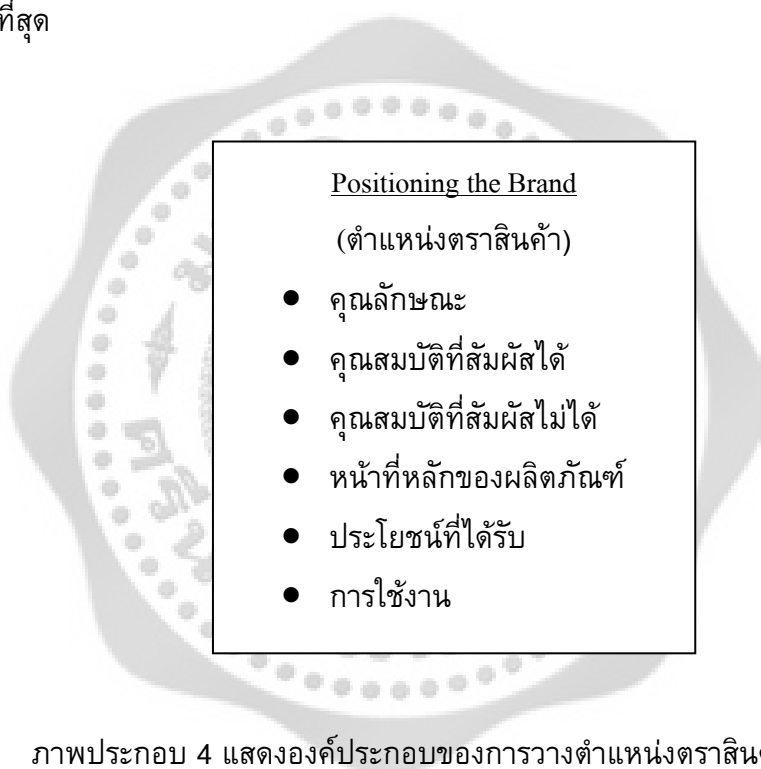 ที่สุด
Positioning the Brand
(ตำแหน่งตราสินค้า)
● คุณลักษณะ
● คุณสมบัติที่สัมผัสได้
● คุณสมบัติที่สัมผัสไม่ได้
● หน้าที่หลักของผลิตภัณฑ์
● ประโยชน์ที่ได้รับ
● การใช้งาน
ภาพประกอบ 4 แสดงองค์ประกอบของการวางตำแหน่งตราสิน